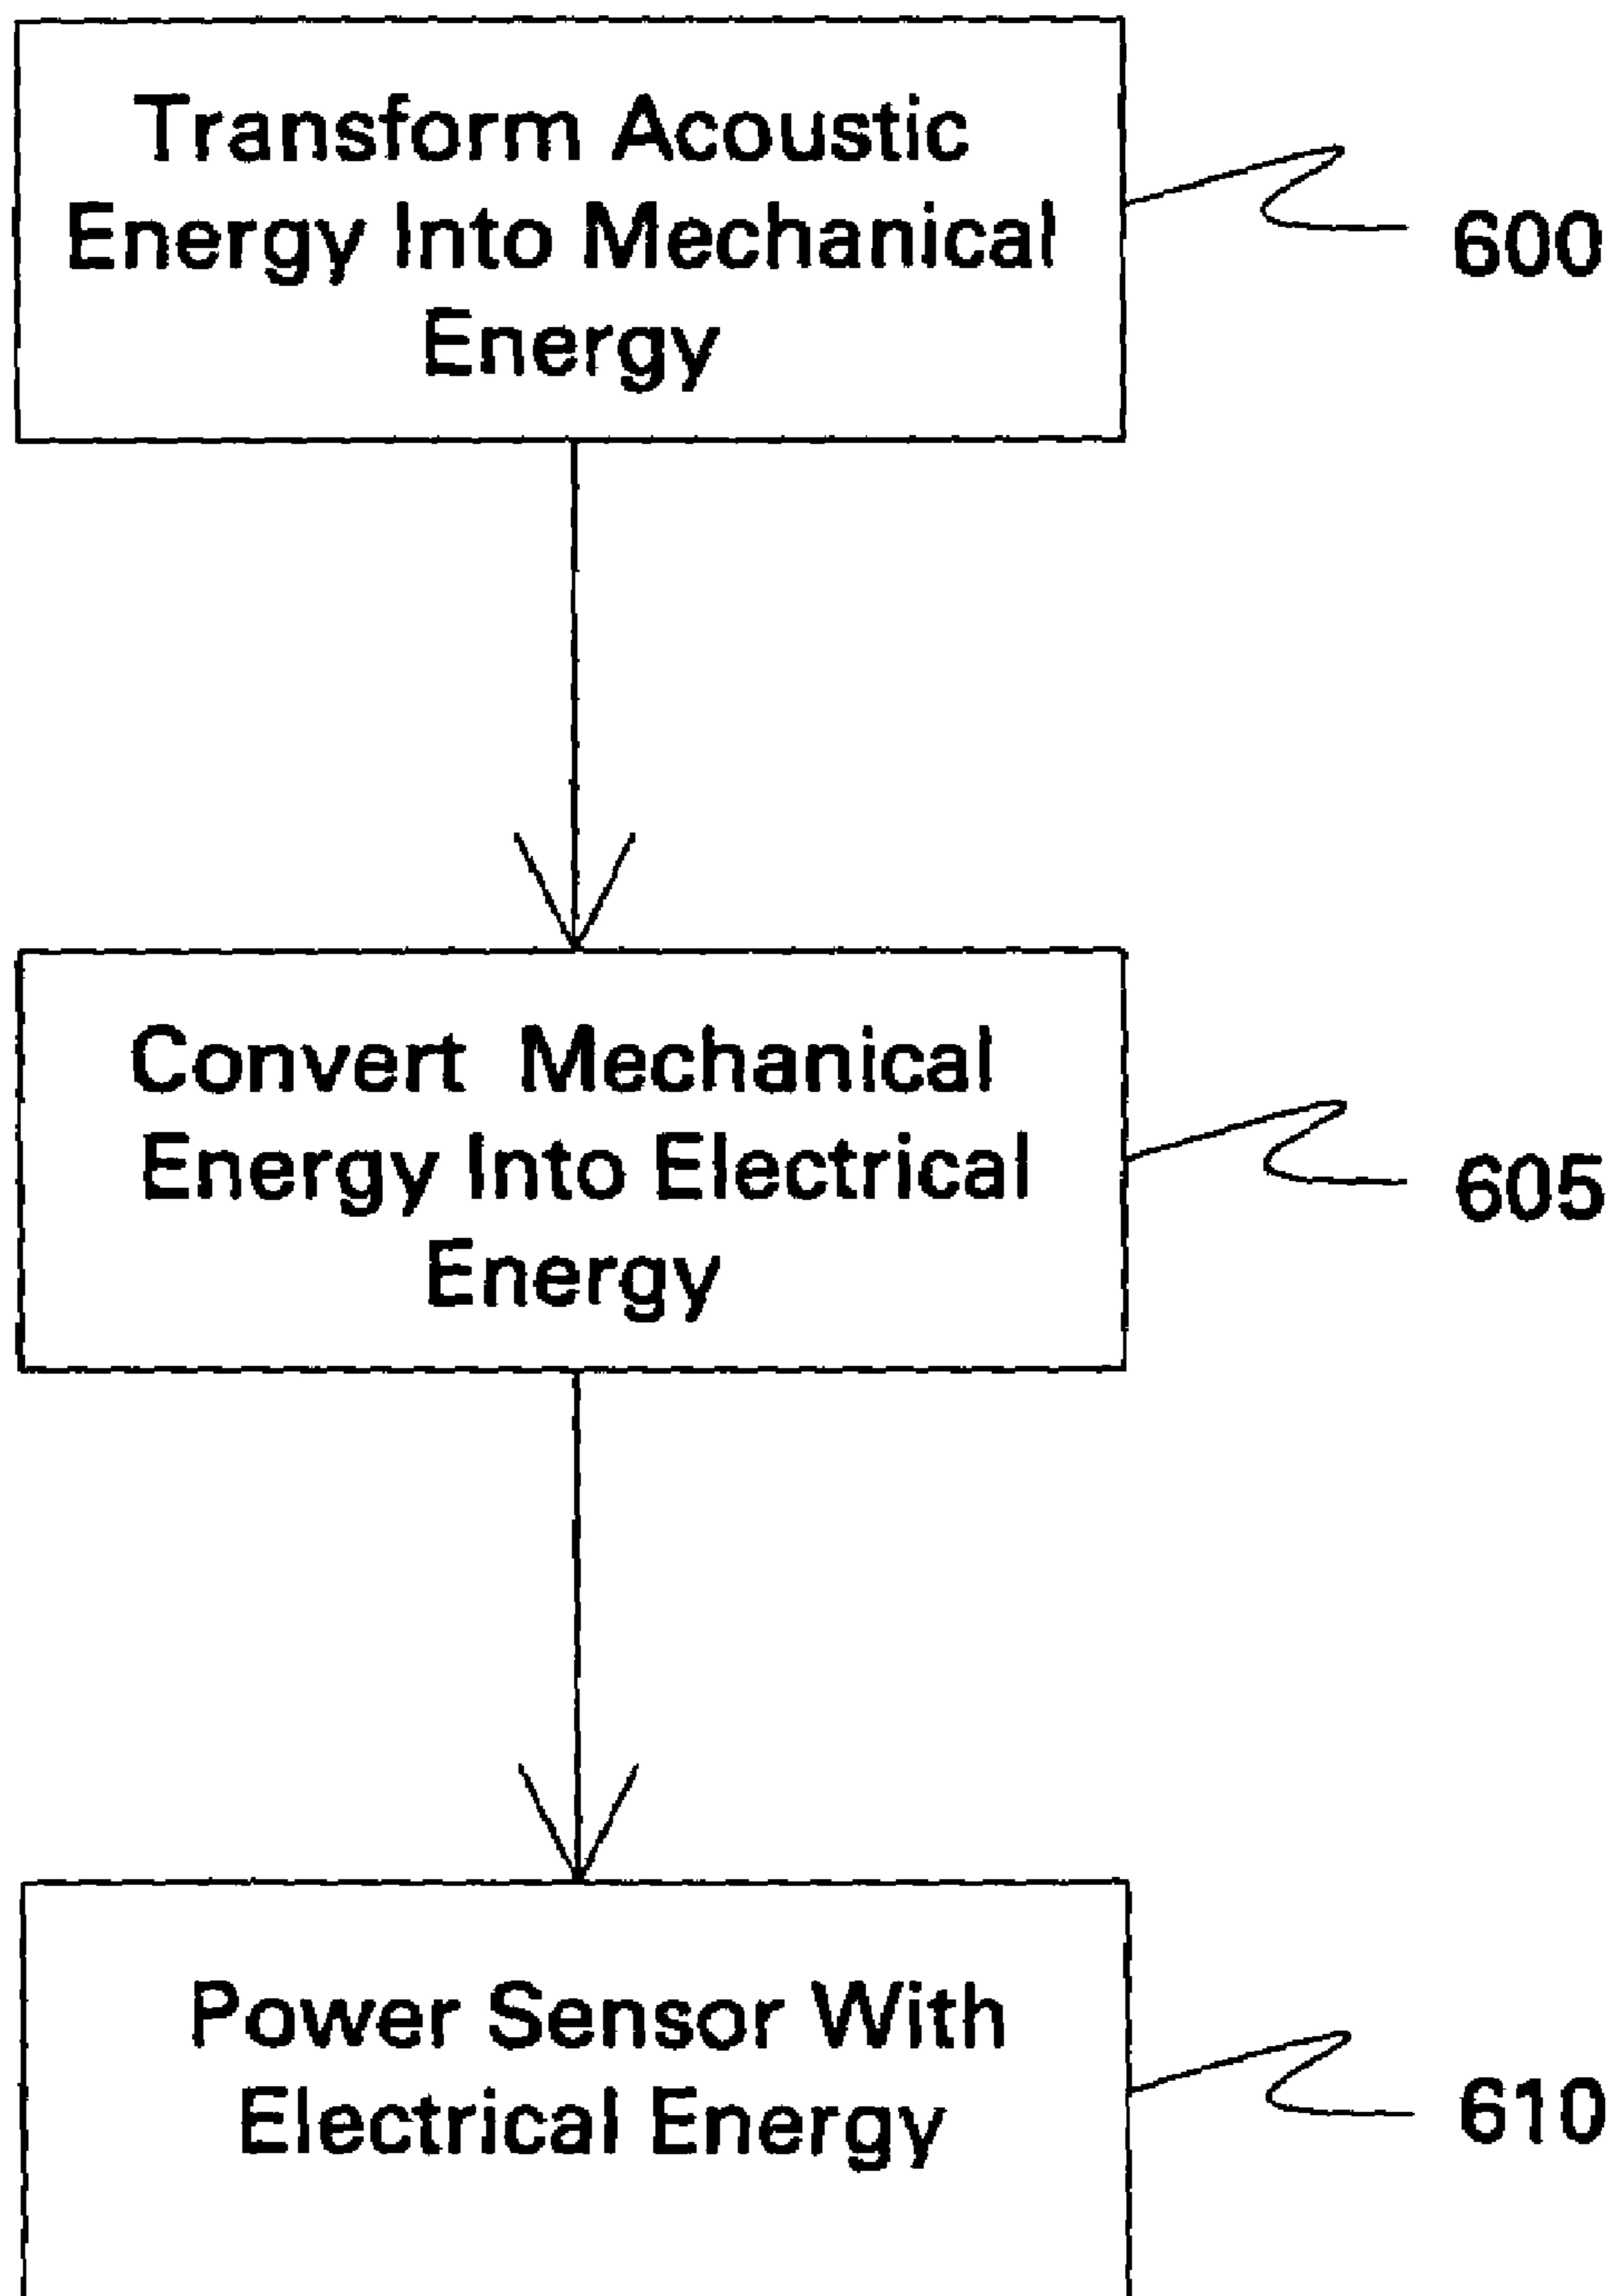 Transform Acoustic
Energy Into Mechanical
Energy
600
Convert Mechanical
Energy Into Electrical
Energy
605
Power Sensor With
Electrical Energy
610